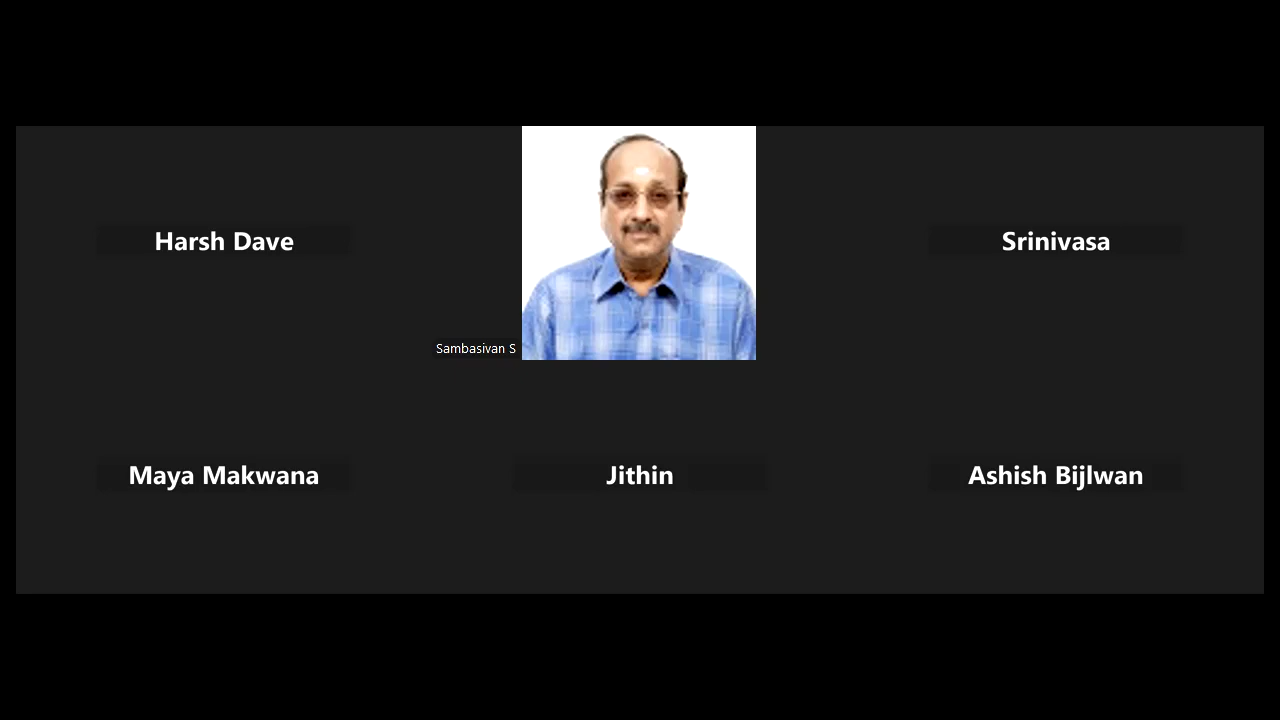 Harsh Dave
Sambasivan S
Srinivasa
Maya Makwana
Jithin
Ashish Bijlwan